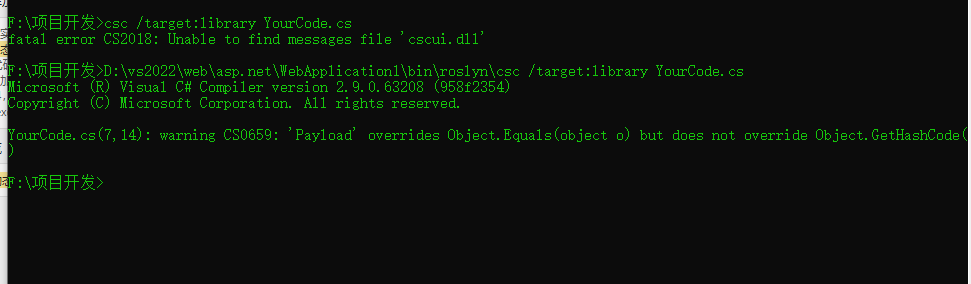 F:\项目开发>csc /target:library YourCode.cs
fatal error CS2018: Unable to find messages file 'cscui.dll'
F:\项目开发>D:\vs2022\web\asp.net\WebApplication1\bin\roslyn\csc /target:library YourCode.cs
Microsoft (R) Visual C# Compiler version 2.9.0.63208 (958f2354)
Copyright (C) Microsoft Corporation. All rights reserved.
YourCode.cs(7,14): warning CS0659: 'Payload' overrides Object.Equals(object o) but does not override Object.GetHashCode(
)
F:\项目开发>